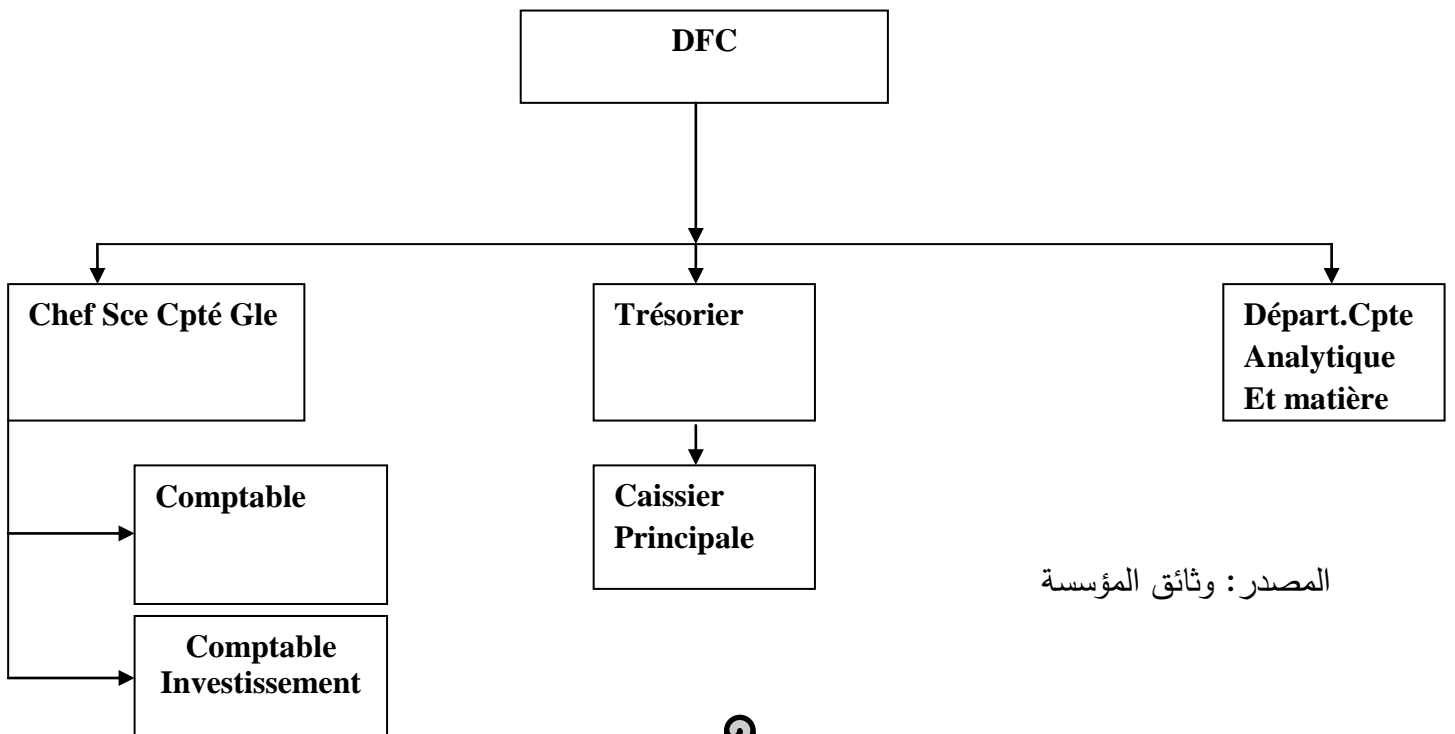 DFC
Chef Sce Cpté Gle
Trésorier
Départ.Cpte
Analytique
Et matière
Comptable
Caissier
Principale
المصدر: وثائق المؤسسة
Comptable
Investissement